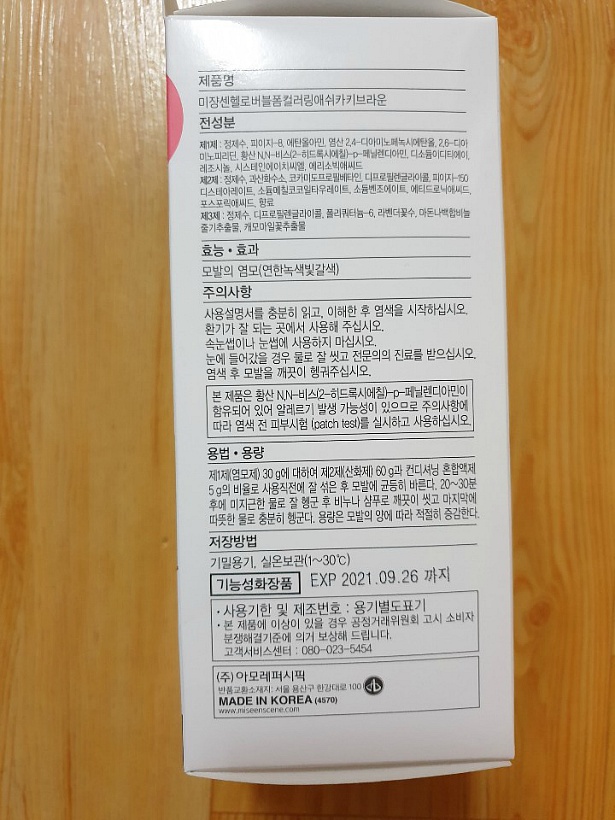 제품명
미장센헬로버블폼컬러링애쉬카키브라운
전성분
제1제 : 정제수, 피이지-8, 에탄올아민, 염산 2,4-디아미노페녹시에탄올, 2,6-디아
미노피리딘, 황산 N,N-비스(2-히드록시에칠)-p-페닐렌디아민, 디소듐이디티에이,
레조시놀, 시스테인에이치씨엘, 에리소빅애씨드
제2제 : 정제수, 과산화수소, 코카미도프로필베타인, 디프로필렌글라이콜, 피이지-150
디스테아레이트, 소듐메칠코코일타우레이트, 소듐벤조에이트, 에티드로닉애씨드,
포스포릭애씨드, 향료
제3제 : 정제수, 디프로필렌글라이콜, 폴리쿼터늄-6, 라벤더꽃수, 마돈나백합비늘
줄기추출물, 캐모마일꽃추출물
효능 • 효과
모발의 염모(연한녹색빛갈색)
주의사항
사용설명서를 충분히 읽고, 이해한 후 염색을 시작하십시오.
환기가 잘 되는 곳에서 사용해 주십시오.
속눈썹이나 눈썹에 사용하지 마십시오.
눈에 들어갔을 경우 물로 잘 씻고 전문의의 진료를 받으십시오.
염색 후 모발을 깨끗이 헹궈주십시오.
본 제품은 황산 N,N-비스(2-히드록시에칠)-p-페닐렌디아민이
함유되어 있어 알레르기 발생 가능성이 있으므로 주의사항에
따라 염색 전 피부시험 (patch test)를 실시하고 사용하십시오.
용법 • 용량
제1제(염모제) 30 g에 대하여 제2제(산화제) 60 g과 컨디셔닝 혼합액제
5 g의 비율로 사용직전에 잘 섞은 후 모발에 균등히 바른다. 20~30분
후에 미지근한 물로 잘 헹군 후 비누나 샴푸로 깨끗이 씻고 마지막에
따뜻한 물로 충분히 헹군다. 용량은 모발의 양에 따라 적절히 증감한다.
저장방법
기밀용기, 실온보관(1~30℃)
기능성화장품 EXP 2021.09.26 까지
• 사용기한 및 제조번호 : 용기별도표기
• 본 제품에 이상이 있을 경우 공정거래위원회 고시 소비자
분쟁해결기준에 의거 보상해 드립니다.
고객서비스센터 : 080-023-5454
(주) 아모레퍼시픽
반품교환소재지: 서울 용산구 한강대로 100
MADE IN KOREA (4570)
www.miseenscene.com